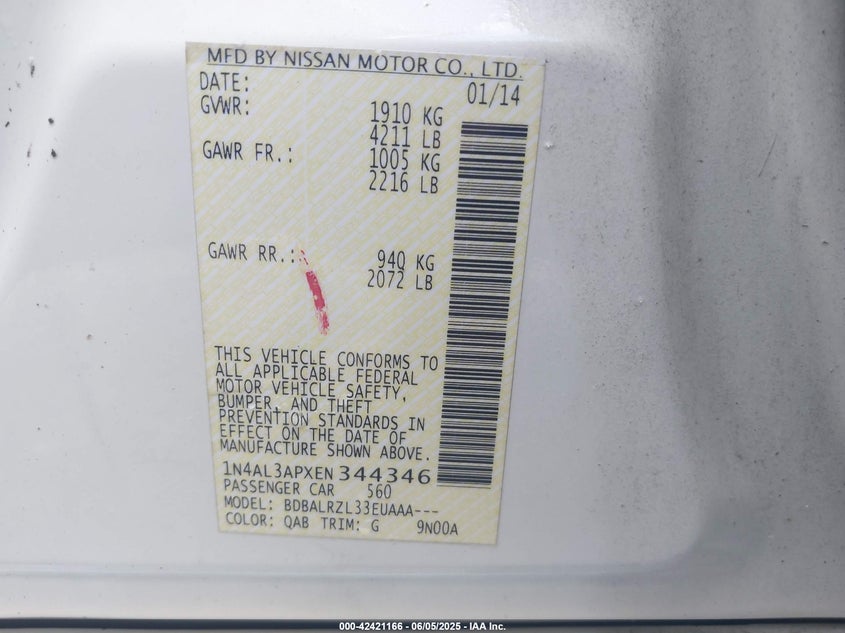 MFD BY NISSAN MOTOR CO., LTD.
DATE: 01/14
GVWR: 1910 KG
4211 LB
GAWR FR.: 1005 KG
2216 LB
GAWR RR.: 940 KG
2072 LB
THIS VEHICLE CONFORMS TO
ALL APPLICABLE FEDERAL
MOTOR VEHICLE SAFETY,
BUMPER, AND THEFT
PREVENTION STANDARDS IN
EFFECT ON THE DATE OF
MANUFACTURE SHOWN ABOVE.
1N4AL3APXEN344346
PASSENGER CAR 560
MODEL: BDBALRZL33EUAAA---
COLOR: QAB TRIM: G 9N00A
000-42421166 - 06/05/2025 - IAA Inc.